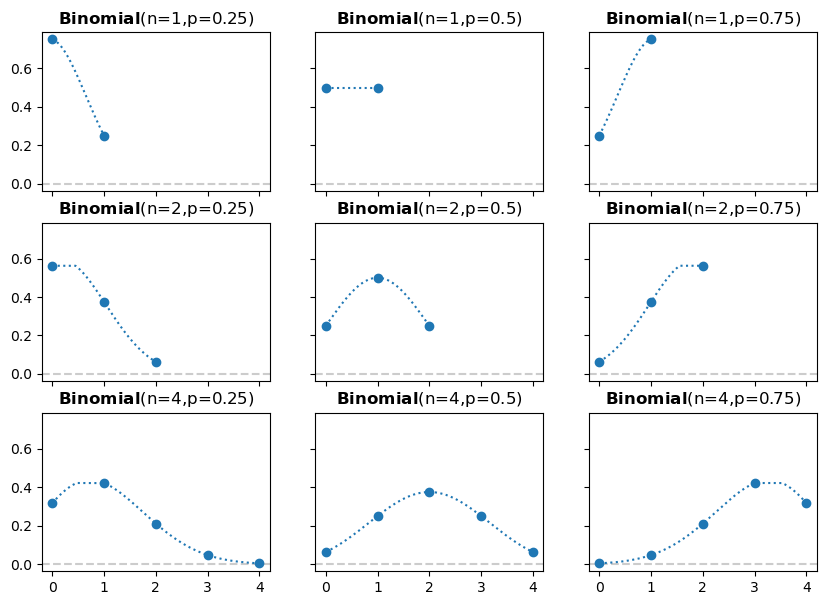 Binomial(n=1,p=0.25)
Binomial(n=1,p=0.5)
Binomial(n=1,p=0.75)
0.6
0.4
0.2
0.0
Binomial(n=2,p=0.25)
Binomial(n=2,p=0.5)
Binomial(n=2,p=0.75)
0.6
0.4
0.2
0.0
Binomial(n=4,p=0.25)
Binomial(n=4,p=0.5)
Binomial(n=4,p=0.75)
0.6
0.4
0.2
0.0
0 1 2 3 4
0 1 2 3 4
0 1 2 3 4